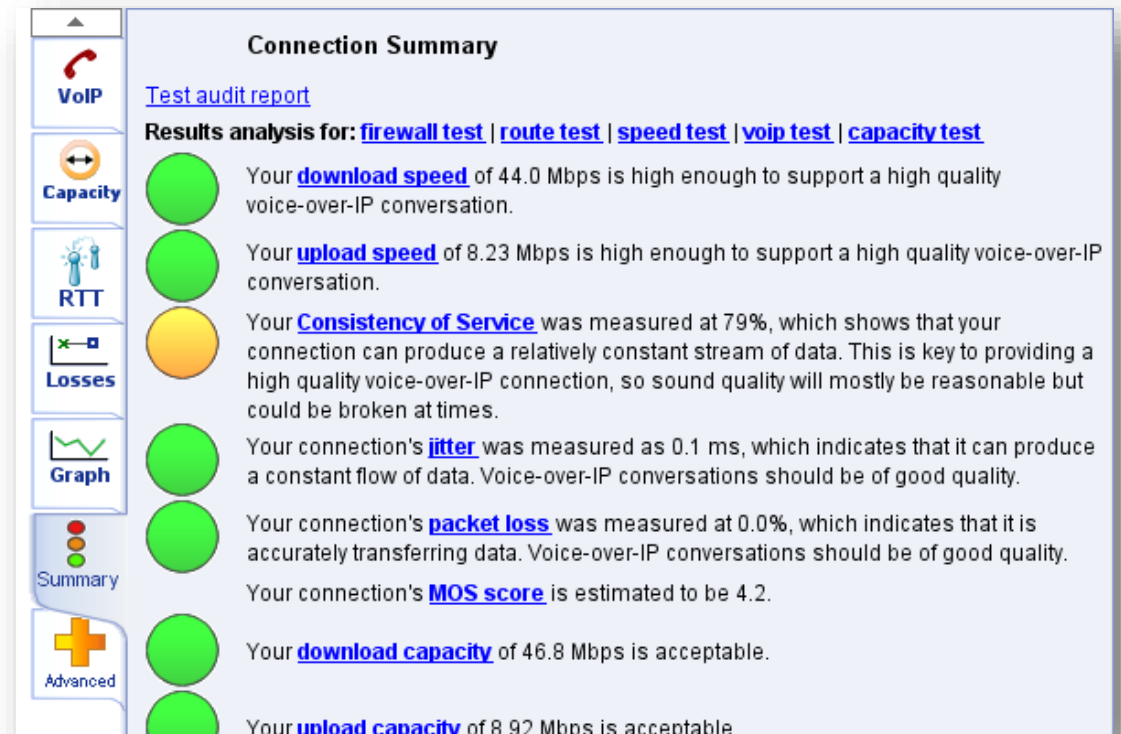 Connection Summary
VoIP
Test audit report
Results analysis for: firewall test | route test | speed test | voip test | capacity test
Capacity
Your download speed of 44.0 Mbps is high enough to support a high quality
voice-over-IP conversation.
RTT
Your upload speed of 8.23 Mbps is high enough to support a high quality voice-over-IP
conversation.
Losses
Your Consistency of Service was measured at 79%, which shows that your
connection can produce a relatively constant stream of data. This is key to providing a
high quality voice-over-IP connection, so sound quality will mostly be reasonable but
could be broken at times.
Graph
Your connection's jitter was measured as 0.1 ms, which indicates that it can produce
a constant flow of data. Voice-over-IP conversations should be of good quality.
Summary
Your connection's packet loss was measured at 0.0%, which indicates that it is
accurately transferring data. Voice-over-IP conversations should be of good quality.
Your connection's MOS score is estimated to be 4.2.
Advanced
Your download capacity of 46.8 Mbps is acceptable.
Your upload capacity of 8.92 Mbps is acceptable